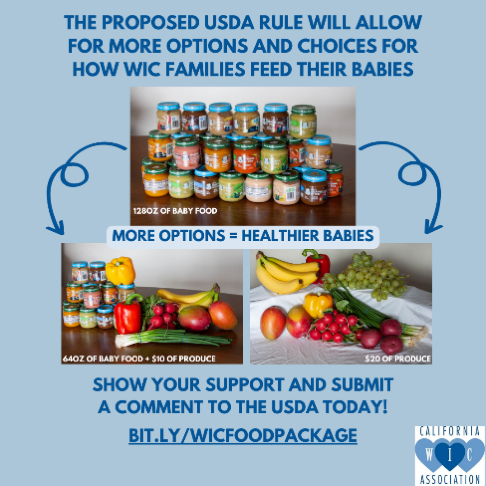 THE PROPOSED USDA RULE WILL ALLOW
FOR MORE OPTIONS AND CHOICES FOR
HOW WIC FAMILIES FEED THEIR BABIES
128OZ OF BABY FOOD
MORE OPTIONS = HEALTHIER BABIES
64OZ OF BABY FOOD + $10 OF PRODUCE
$20 OF PRODUCE
SHOW YOUR SUPPORT AND SUBMIT
A COMMENT TO THE USDA TODAY!
BIT.LY/WICFOODPACKAGE
CALIFORNIA
W I C
ASSOCIATION